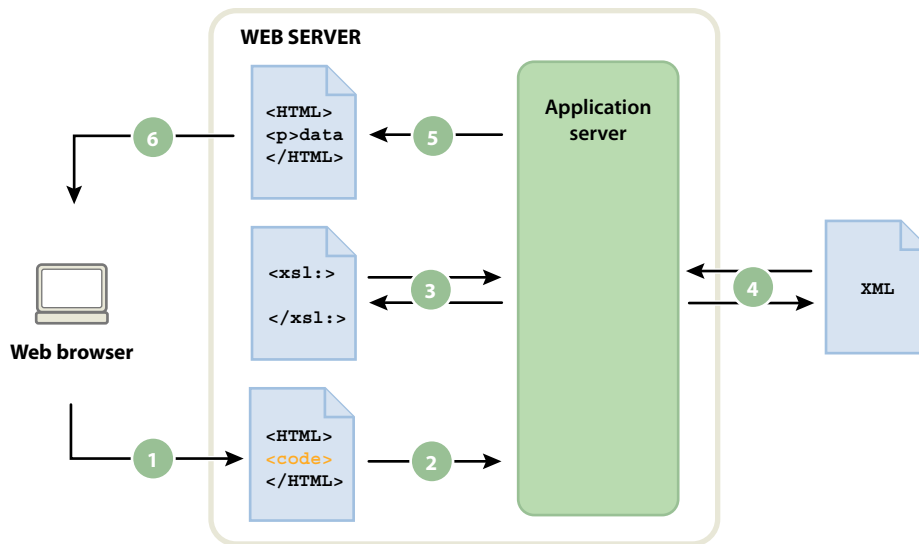 WEB SERVER
<HTML>
<p>data
</HTML>
Application
server
6
5
<xsl:>
</xsl:>
3
4
XML
Web browser
<HTML>
<code>
</HTML>
1
2